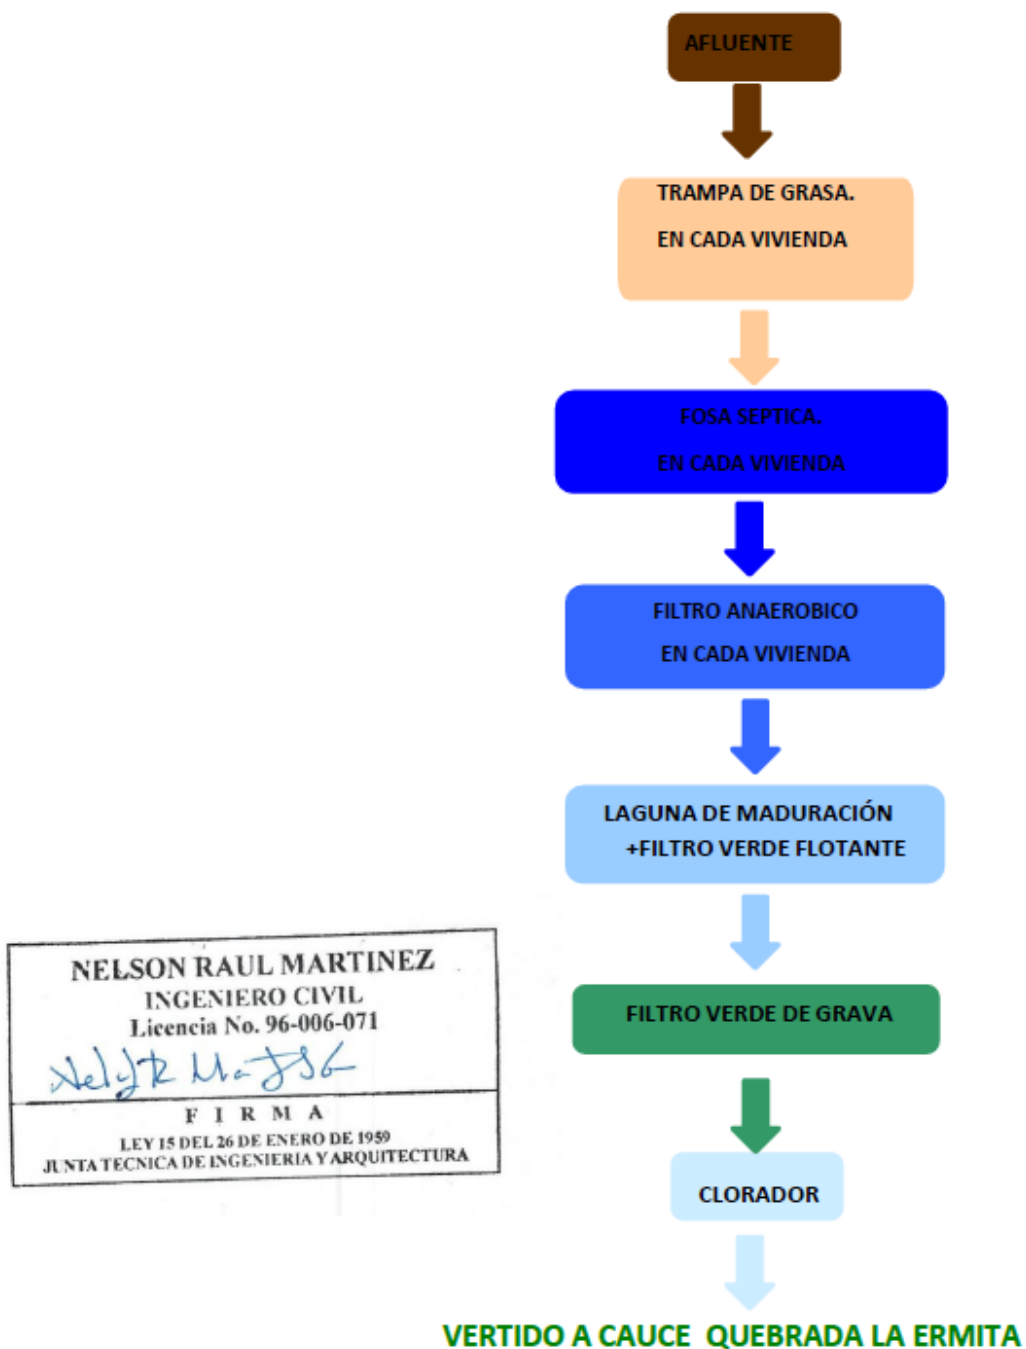 AFLUENTE
TRAMPA DE GRASA.
EN CADA VIVIENDA
FOSA SEPTICA.
EN CADA VIVIENDA
FILTRO ANAEROBICO
EN CADA VIVIENDA
LAGUNA DE MADURACIÓN
+FILTRO VERDE FLOTANTE
FILTRO VERDE DE GRAVA
CLORADOR
VERTIDO A CAUCE QUEBRADA LA ERMITA
NELSON RAUL MARTINEZ
INGENIERO CIVIL
Licencia No. 96-006-071
F I R M A
LEY 15 DEL 26 DE ENERO DE 1959
JUNTA TECNICA DE INGENIERIA Y ARQUITECTURA